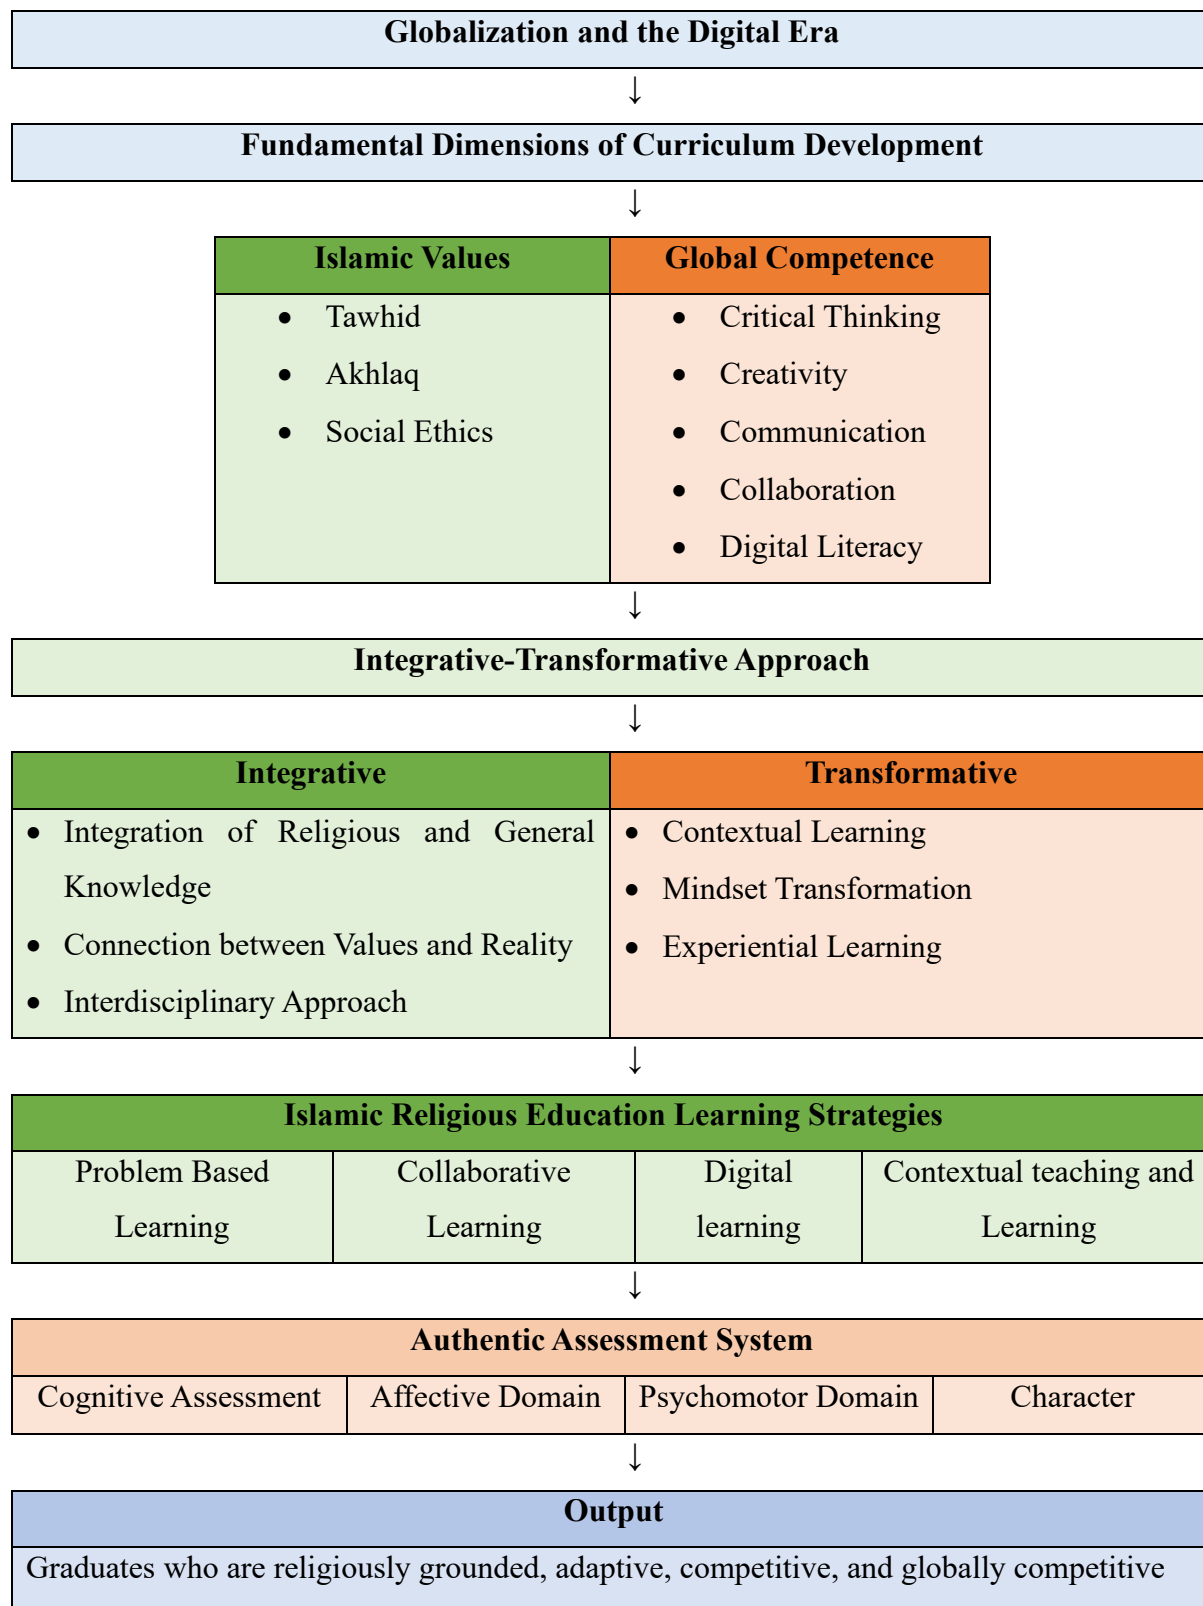 Globalization and the Digital Era
↓
Fundamental Dimensions of Curriculum Development
↓
Islamic Values
• Tawhid
• Akhlaq
• Social Ethics
Global Competence
• Critical Thinking
• Creativity
• Communication
• Collaboration
• Digital Literacy
↓
Integrative-Transformative Approach
↓
Integrative
• Integration of Religious and General
Knowledge
• Connection between Values and Reality
• Interdisciplinary Approach
Transformative
• Contextual Learning
• Mindset Transformation
• Experiential Learning
↓
Islamic Religious Education Learning Strategies
Problem Based
Learning
Collaborative
Learning
Digital
learning
Contextual teaching and
Learning
↓
Authentic Assessment System
Cognitive Assessment
Affective Domain
Psychomotor Domain
Character
↓
Output
Graduates who are religiously grounded, adaptive, competitive, and globally competitive